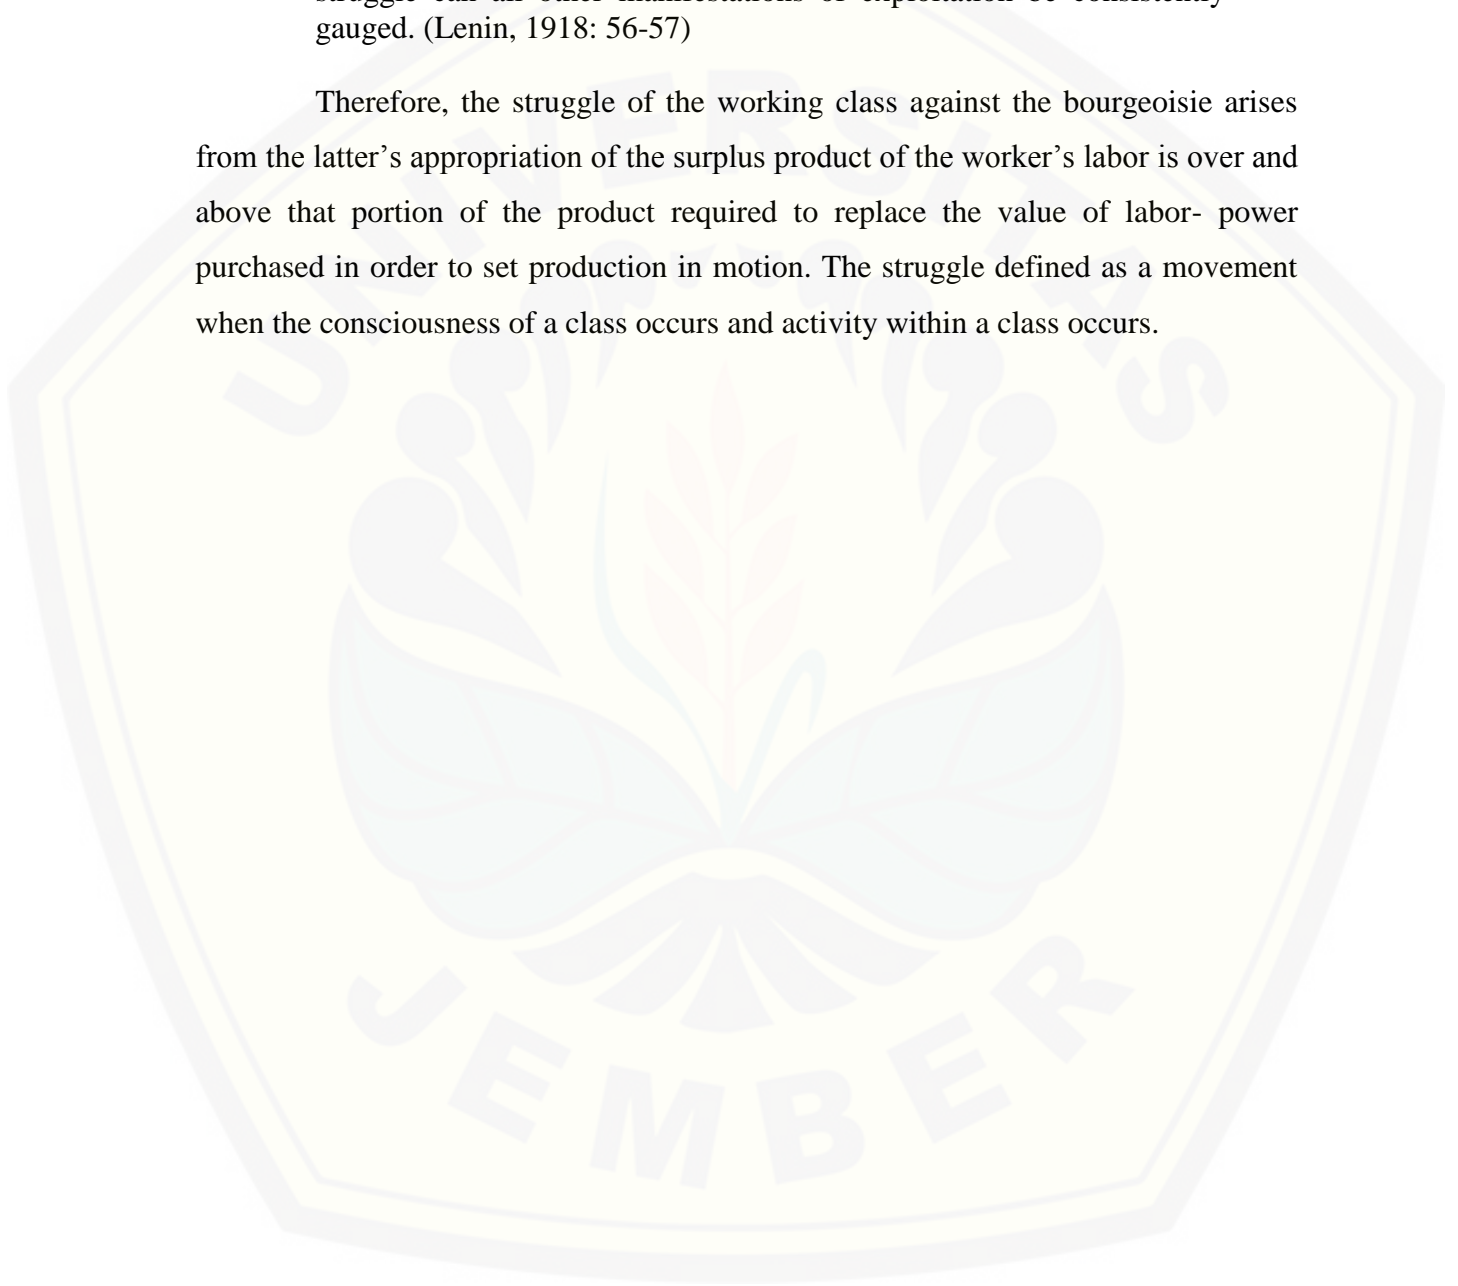 struggle can all other manifestations of exploitation be consistently
gauged. (Lenin, 1918: 56-57)
Therefore, the struggle of the working class against the bourgeoisie arises
from the latter’s appropriation of the surplus product of the worker’s labor is over and
above that portion of the product required to replace the value of labor- power
purchased in order to set production in motion. The struggle defined as a movement
when the consciousness of a class occurs and activity within a class occurs.
UNIVERSITAS
JEMBER